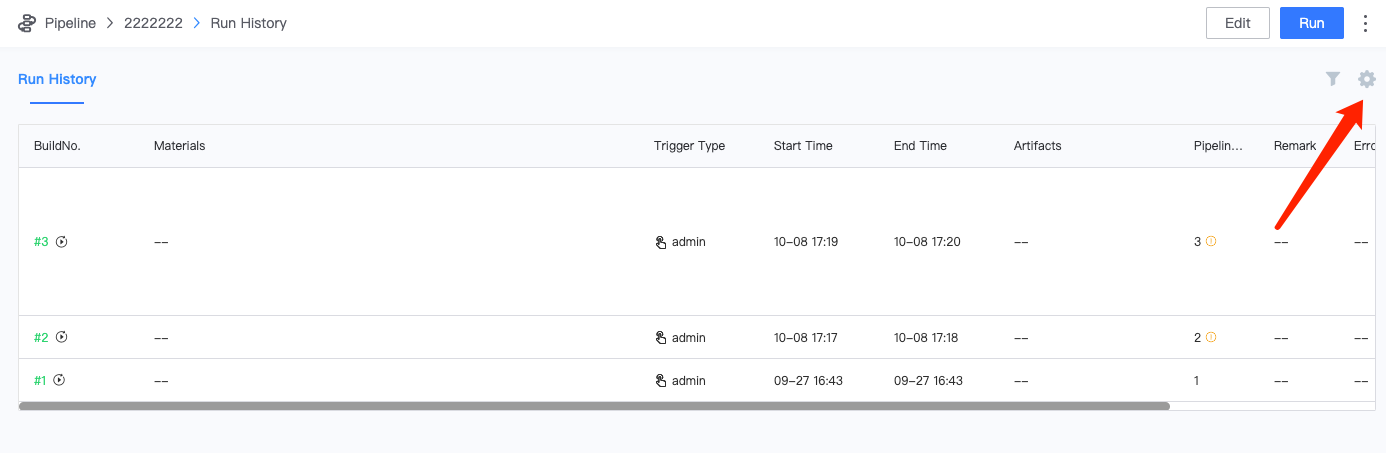 Pipeline > 2222222 > Run History Edit Run
Run History
BuildNo. Materials Trigger Type Start Time End Time Artifacts Pipelin... Remark Erro
#3 -- admin 10-08 17:19 10-08 17:20 -- 3 -- --
#2 -- admin 10-08 17:17 10-08 17:18 -- 2 -- --
#1 -- admin 09-27 16:43 09-27 16:43 -- 1 -- --